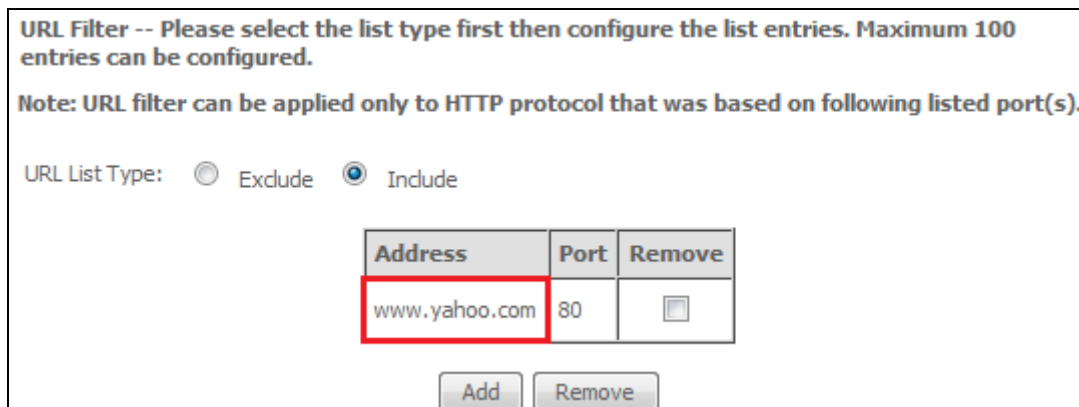 URL Filter -- Please select the list type first then configure the list entries. Maximum 100
entries can be configured.
Note: URL filter can be applied only to HTTP protocol that was based on following listed port(s).
URL List Type: Exclude Include
Address Port Remove
www.yahoo.com 80
Add Remove